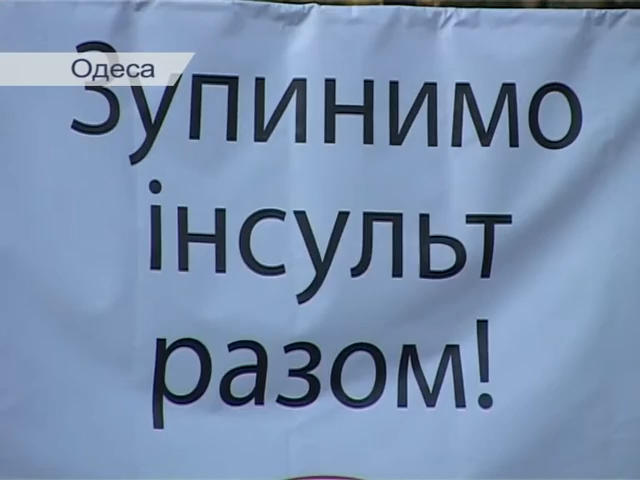 Одеса
Зупинимо
інсульт
разом!